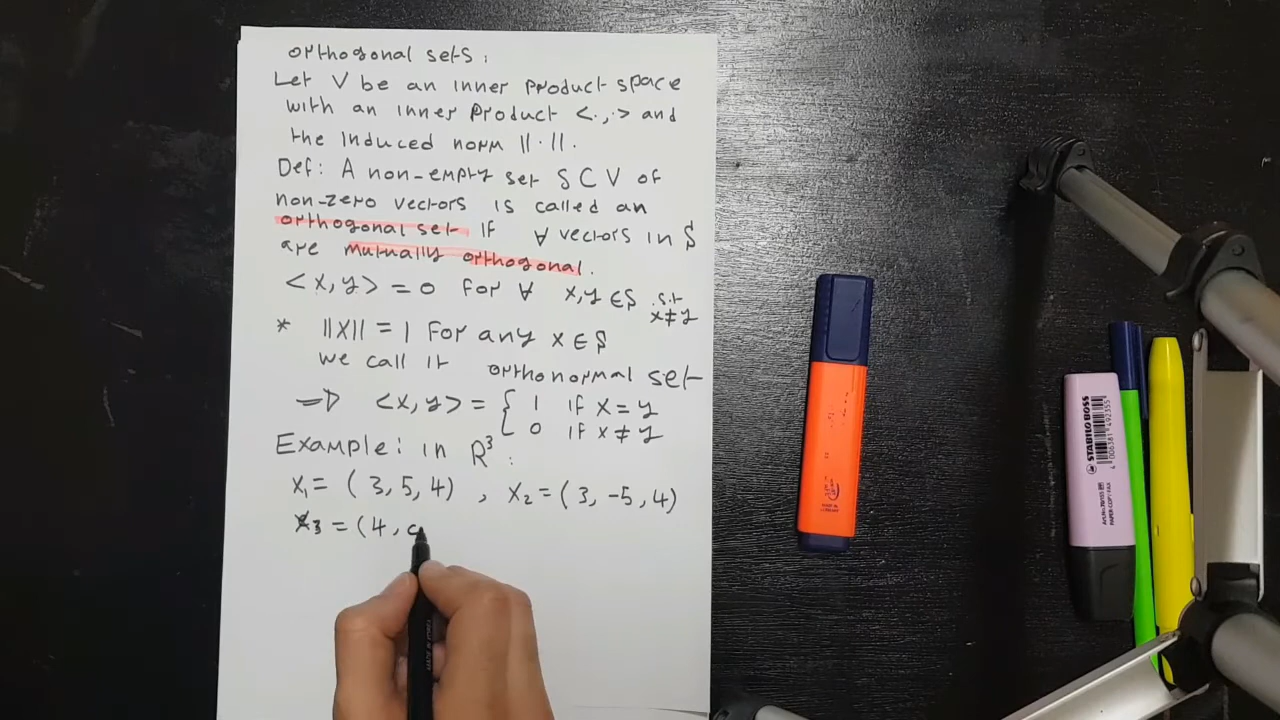 orthogonal sets:
Let V be an inner product space
with an inner product <.,.> and
the induced norm ||·||.
Def: A non-empty set S ⊂ V of
non-zero vectors is called an
orthogonal set if ∀ vectors in S
are mutually orthogonal.
<x,y> = 0 for ∀ x,y ∈ S s.t x≠y
* ||x|| = 1 for any x ∈ S
we call it orthonormal set
⇒ <x,y> = { 1 if x = y
0 if x ≠ y
Example: in R³:
x₁ = (3,5,4), x₂ = (3,-5,4)
x₃ = (4,
STABILO BOSS